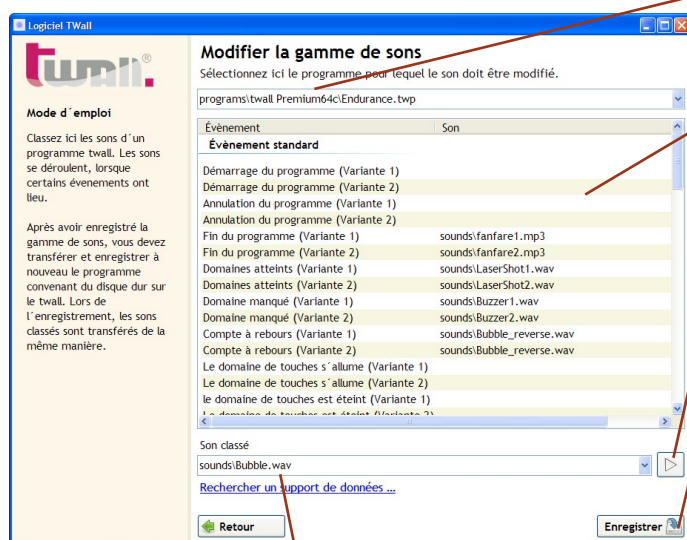 Logiciel TWall
twall.®
Mode d´emploi
Classez ici les sons d´un
programme twall. Les sons
se déroulent, lorsque
certains évenements ont
lieu.
Après avoir enregistré la
gamme de sons, vous devez
transférer et enregistrer à
nouveau le programme
convenant du disque dur sur
le twall. Lors de
l´enregistrement, les sons
classés sont transférés de la
même manière.
Modifier la gamme de sons
Sélectionnez ici le programme pour lequel le son doit être modifié.
programs\twall Premium64c\Endurance.twp
Évènement Son
Évènement standard
Démarrage du programme (Variante 1)
Démarrage du programme (Variante 2)
Annulation du programme (Variante 1)
Annulation du programme (Variante 2)
Fin du programme (Variante 1) sounds\fanfare1.mp3
Fin du programme (Variante 2) sounds\fanfare2.mp3
Domaines atteints (Variante 1) sounds\LaserShot1.wav
Domaines atteints (Variante 2) sounds\LaserShot2.wav
Domaine manqué (Variante 1) sounds\Buzzer1.wav
Domaine manqué (Variante 2) sounds\Buzzer2.wav
Compte à rebours (Variante 1) sounds\Bubble_reverse.wav
Compte à rebours (Variante 2) sounds\Bubble_reverse.wav
Le domaine de touches s´allume (Variante 1)
Le domaine de touches s´allume (Variante 2)
le domaine de touches est éteint (Variante 1)
Le domaine de touches est éteint (Variante 2)
Son classé
sounds\Bubble.wav
Rechercher un support de données ...
Retour
Enregistrer